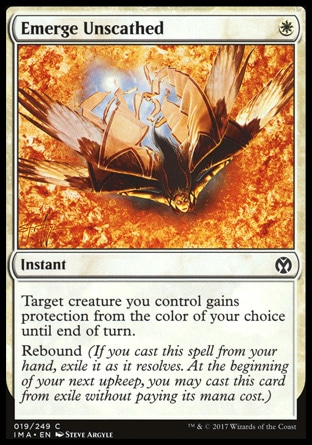 Emerge Unscathed
Instant
Target creature you control gains
protection from the color of your choice
until end of turn.
Rebound (If you cast this spell from your
hand, exile it as it resolves. At the beginning
of your next upkeep, you may cast this card
from exile without paying its mana cost.)
019/249 C
IMA • EN Steve Argyle
™ & © 2017 Wizards of the Coast